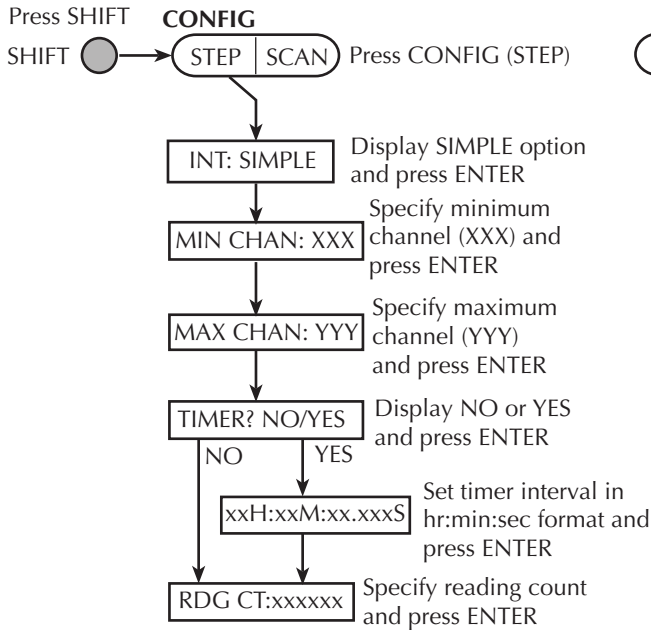 Press SHIFT
CONFIG
SHIFT
STEP
SCAN
Press CONFIG (STEP)
INT: SIMPLE
Display SIMPLE option
and press ENTER
MIN CHAN: XXX
Specify minimum
channel (XXX) and
press ENTER
MAX CHAN: YYY
Specify maximum
channel (YYY)
and press ENTER
TIMER? NO/YES
Display NO or YES
and press ENTER
NO
YES
xxH:xxM:xx.xxxS
Set timer interval in
hr:min:sec format and
press ENTER
RDG CT:xxxxxx
Specify reading count
and press ENTER